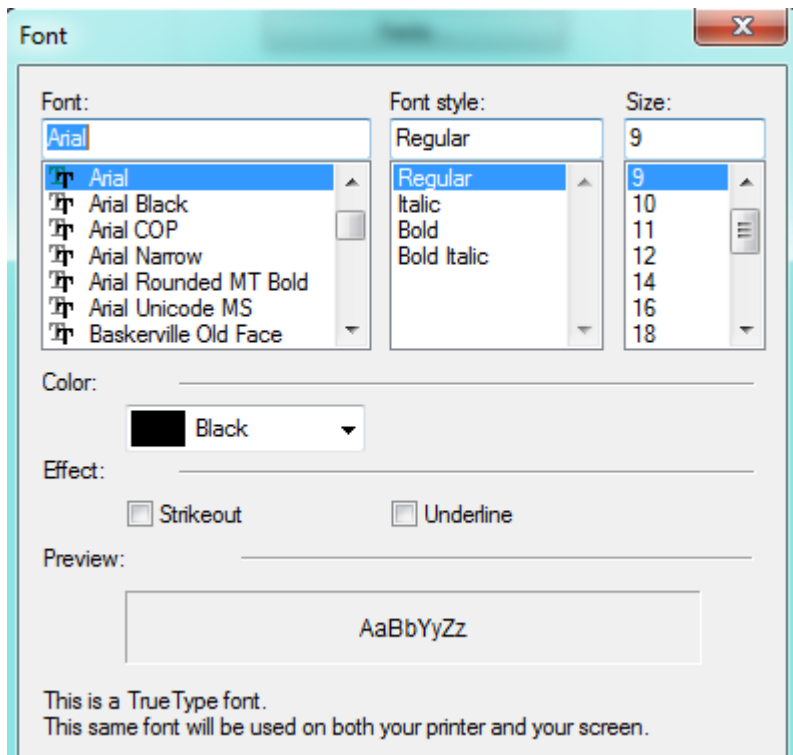 Font
Font: Font style: Size:
Arial Regular 9
Arial Regular 9
Arial Black Italic 10
Arial COP Bold 11
Arial Narrow Bold Italic 12
Arial Rounded MT Bold 14
Arial Unicode MS 16
Baskerville Old Face 18
Color:
Black
Effect:
Strikeout Underline
Preview:
AaBbYyZz
This is a TrueType font.
This same font will be used on both your printer and your screen.